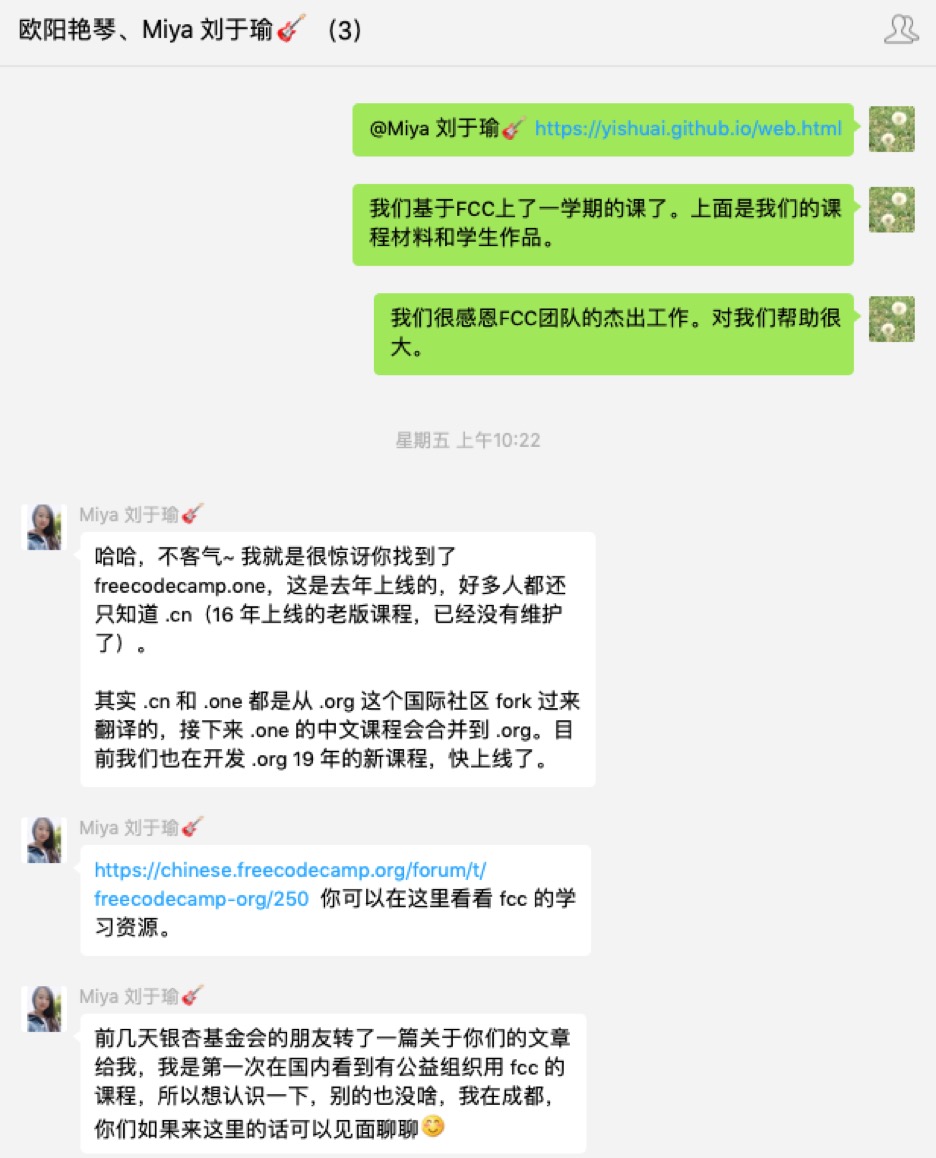 欧阳艳琴、Miya 刘于瑜🎸 (3)
@Miya 刘于瑜🎸 https://yishuai.github.io/web.html
我们基于FCC上了一学期的课了。上面是我们的课
程材料和学生作品。
我们很感恩FCC团队的杰出工作。对我们帮助很
大。
星期五 上午10:22
Miya 刘于瑜🎸
哈哈，不客气~ 我就是很惊讶你找到了
freecodecamp.one，这是去年上线的，好多人都还
只知道 .cn（16 年上线的老版课程，已经没有维护
了）。
其实 .cn 和 .one 都是从 .org 这个国际社区 fork 过来
翻译的，接下来 .one 的中文课程会合并到 .org。目
前我们也在开发 .org 19 年的新课程，快上线了。
Miya 刘于瑜🎸
https://chinese.freecodecamp.org/forum/t/
freecodecamp-org/250 你可以在这里看看 fcc 的学
习资源。
Miya 刘于瑜🎸
前几天银杏基金会的朋友转了一篇关于你们的文章
给我，我是第一次在国内看到有公益组织用 fcc 的
课程，所以想认识一下，别的也没啥，我在成都，
你们如果来这里的话可以见面聊聊😊